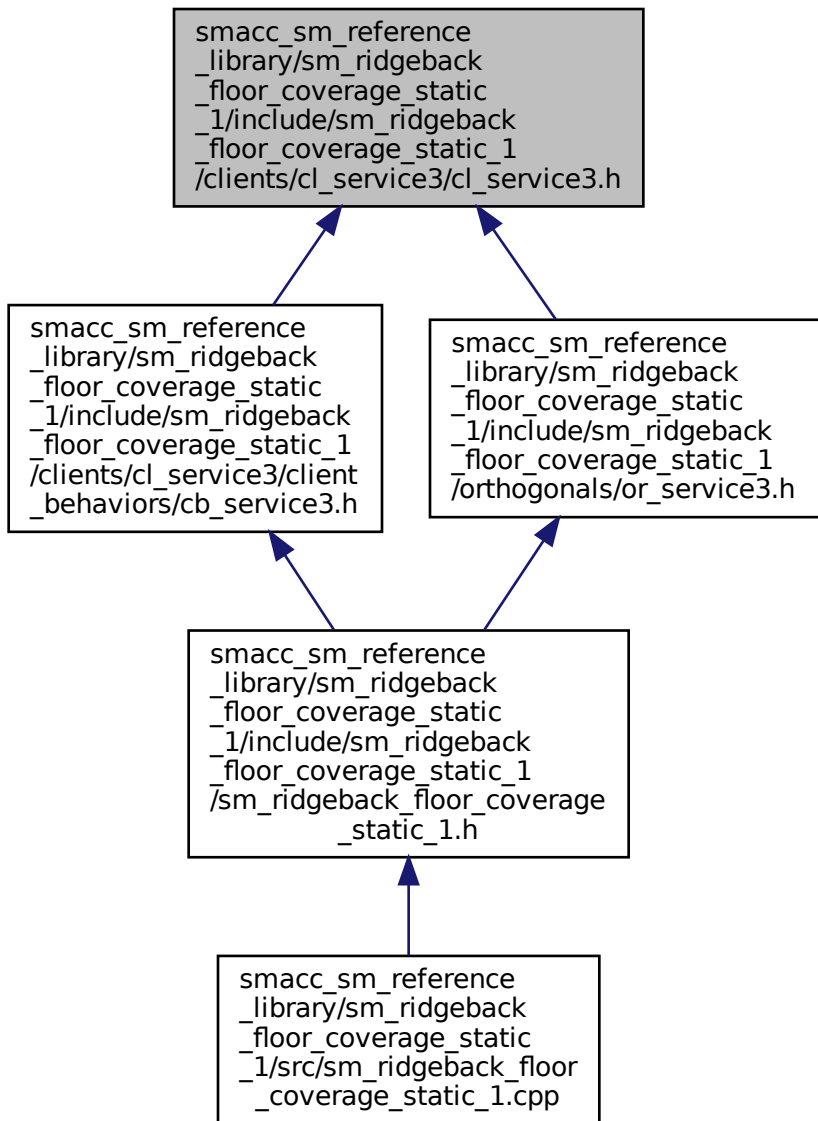 smacc_sm_reference
_library/sm_ridgeback
_floor_coverage_static
_1/include/sm_ridgeback
_floor_coverage_static_1
/clients/cl_service3/cl_service3.h
smacc_sm_reference
_library/sm_ridgeback
_floor_coverage_static
_1/include/sm_ridgeback
_floor_coverage_static_1
/clients/cl_service3/client
_behaviors/cb_service3.h
smacc_sm_reference
_library/sm_ridgeback
_floor_coverage_static
_1/include/sm_ridgeback
_floor_coverage_static_1
/orthogonals/or_service3.h
smacc_sm_reference
_library/sm_ridgeback
_floor_coverage_static
_1/include/sm_ridgeback
_floor_coverage_static_1
/sm_ridgeback_floor_coverage
_static_1.h
smacc_sm_reference
_library/sm_ridgeback
_floor_coverage_static
_1/src/sm_ridgeback_floor
_coverage_static_1.cpp